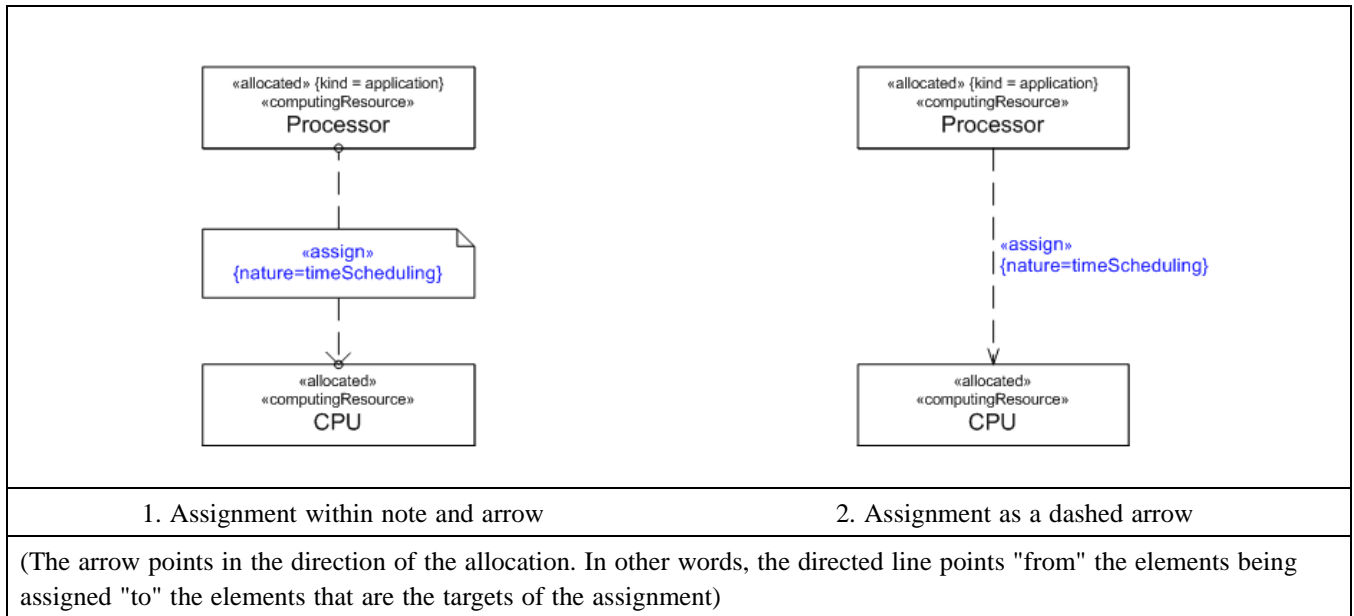 «allocated» {kind = application}
«computingResource»
Processor
«assign»
{nature=timeScheduling}
«allocated»
«computingResource»
CPU
«allocated» {kind = application}
«computingResource»
Processor
«assign»
{nature=timeScheduling}
«allocated»
«computingResource»
CPU
1. Assignment within note and arrow
2. Assignment as a dashed arrow
(The arrow points in the direction of the allocation. In other words, the directed line points "from" the elements being
assigned "to" the elements that are the targets of the assignment)